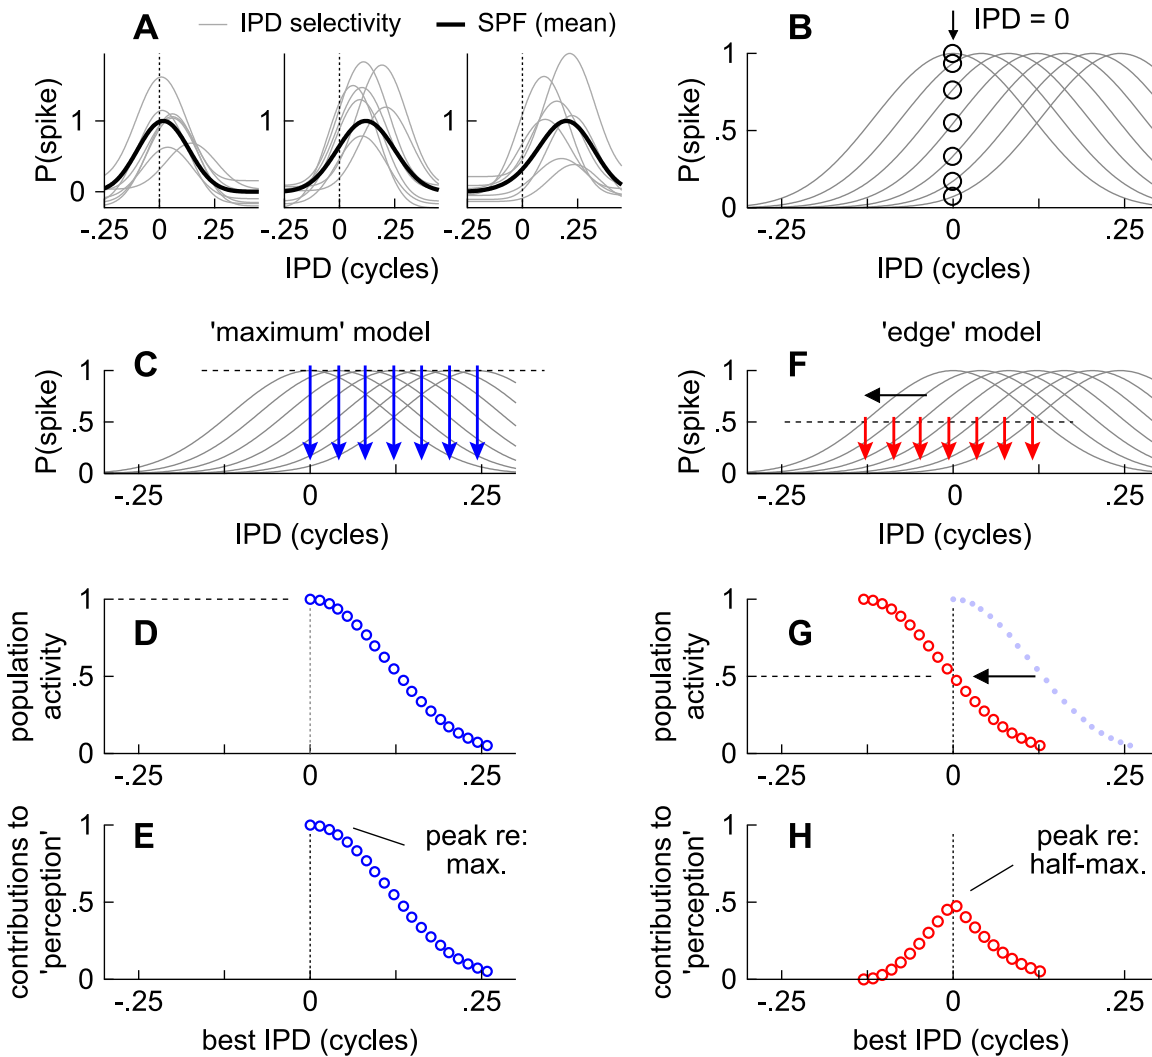 A
IPD selectivity
SPF (mean)
P(spike)
1
0
1
1
-.25
0
.25
-.25
0
.25
-.25
0
.25
IPD (cycles)
B
IPD = 0
P(spike)
1
.5
0
-.25
0
.25
IPD (cycles)
'maximum' model
C
P(spike)
1
.5
0
-.25
0
.25
IPD (cycles)
'edge' model
F
P(spike)
1
.5
0
-.25
0
.25
IPD (cycles)
D
population
activity
1
.5
0
-.25
0
.25
G
population
activity
1
.5
0
-.25
0
.25
E
contributions to
'perception'
1
.5
0
peak re:
max.
-.25
0
.25
best IPD (cycles)
H
contributions to
'perception'
1
.5
0
peak re:
half-max.
-.25
0
.25
best IPD (cycles)